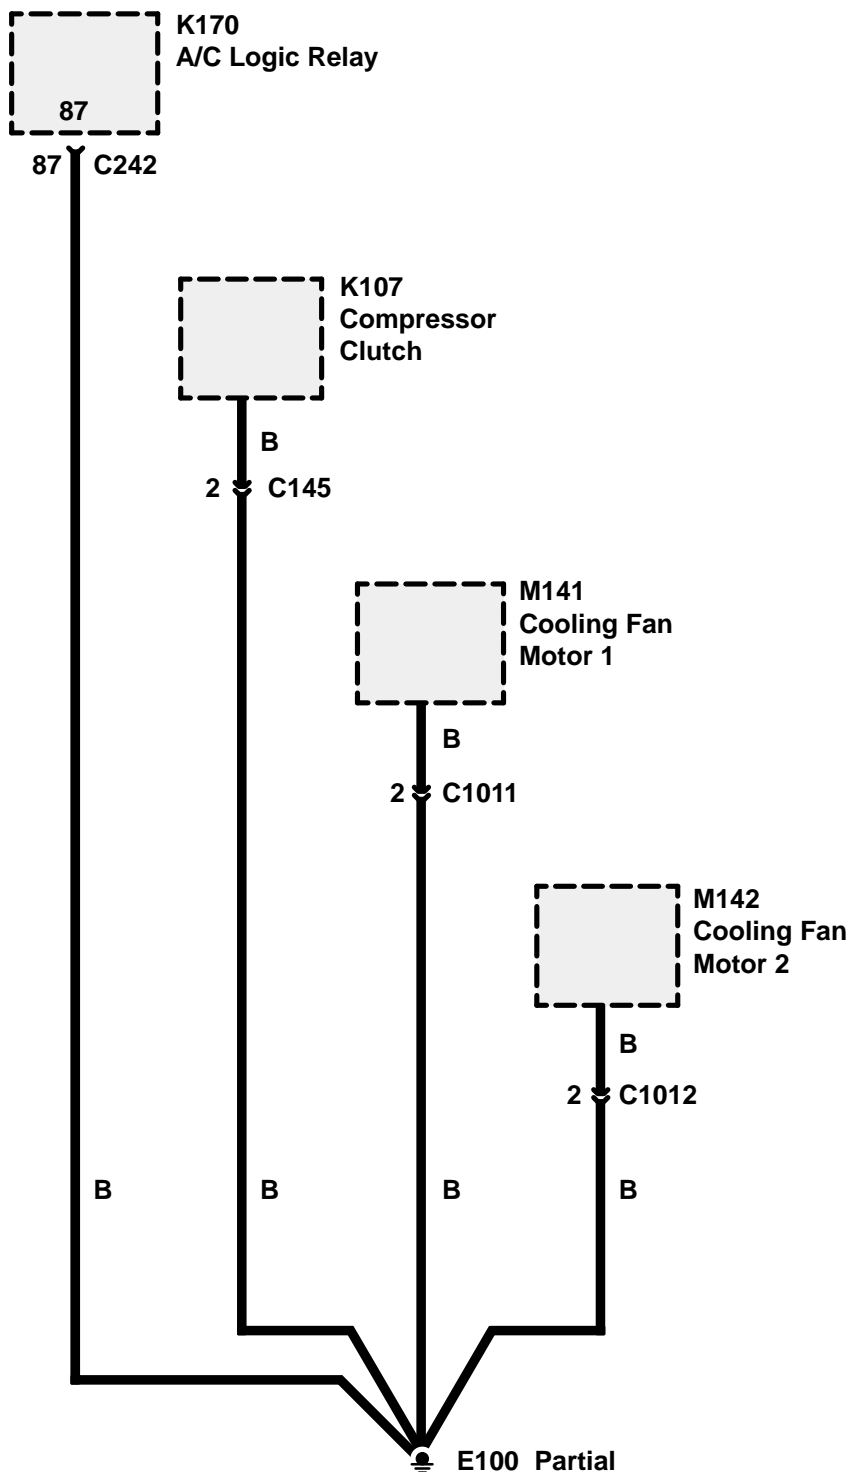 K170
A/C Logic Relay
87
87 C242
K107
Compressor
Clutch
B
2 C145
M141
Cooling Fan
Motor 1
B
2 C1011
M142
Cooling Fan
Motor 2
B
2 C1012
B B B B
E100 Partial